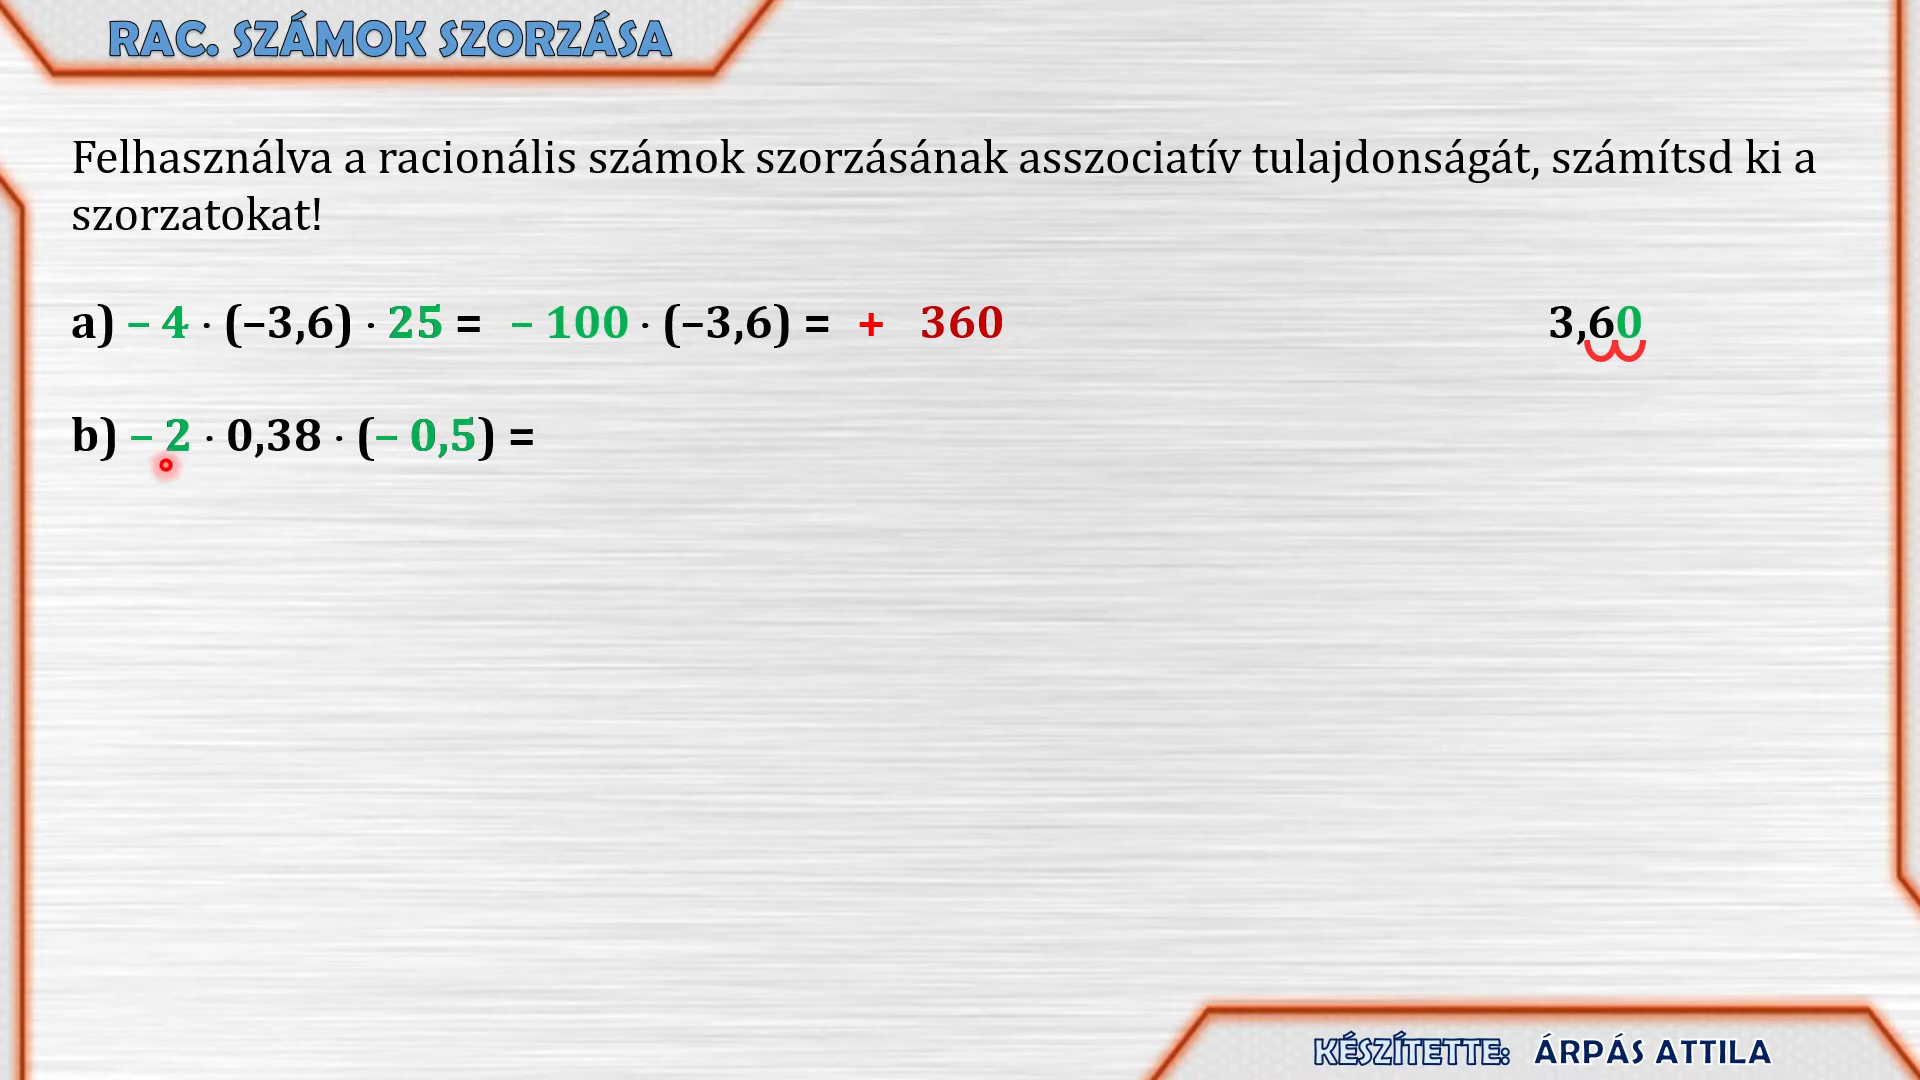 RAC. SZÁMOK SZORZÁSA
Felhasználva a racionális számok szorzásának asszociatív tulajdonságát, számítsd ki a
szorzatokat!
a) – 4 · (–3,6) · 25 = – 100 · (–3,6) = + 360 3,60
b) – 2 · 0,38 · (– 0,5) =
KÉSZÍTETTE: ÁRPÁS ATTILA